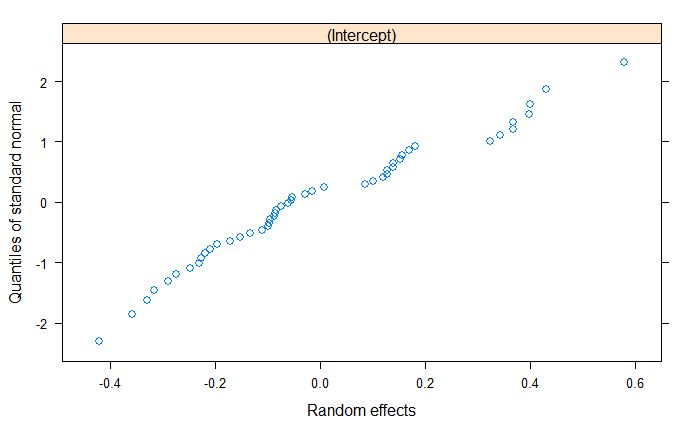 (Intercept)
Quantiles of standard normal
2
1
0
-1
-2
-0.4 -0.2 0.0 0.2 0.4 0.6
Random effects